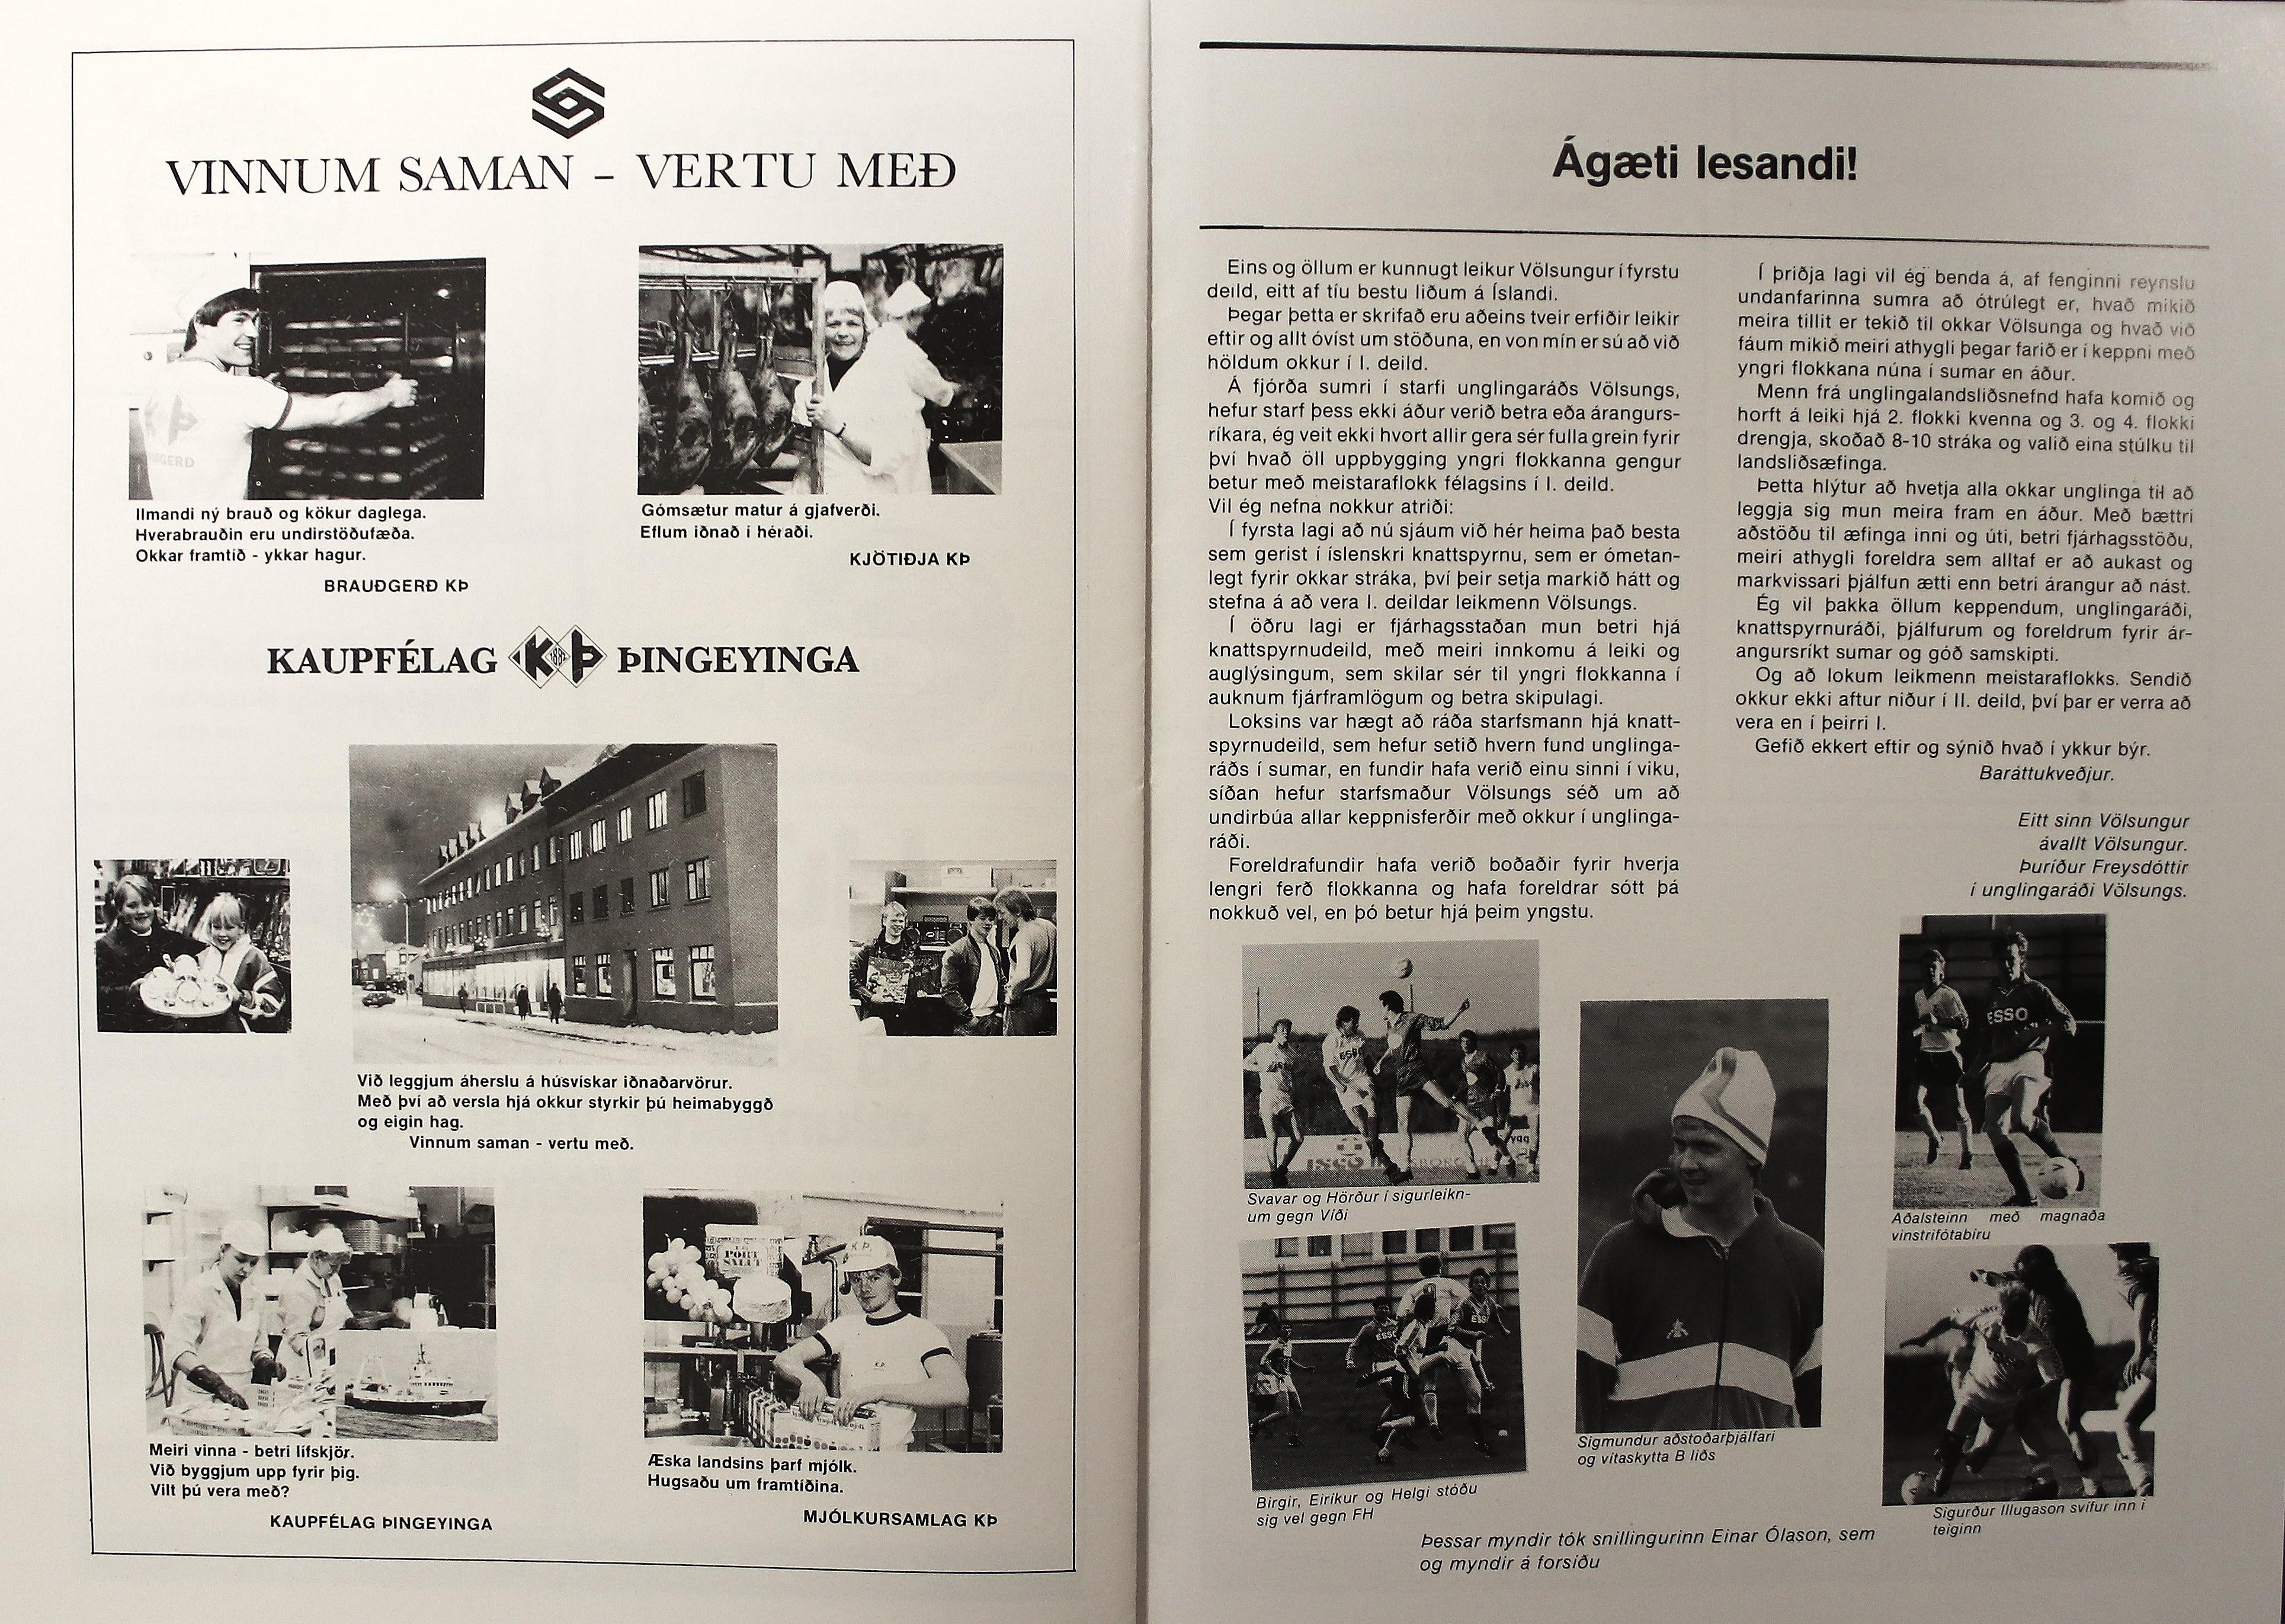 VINNUM SAMAN – VERTU MEÐ
Ilmandi ný brauð og kökur daglega.
Hverabrauðin eru undirstöðufæða.
Okkar framtíð - ykkar hagur.
BRAUÐGERÐ KÞ
Gómsætur matur á gjafverði.
Eflum iðnað í héraði.
KJÖTIÐJA KÞ
KAUPFÉLAG KÞ ÞINGEYINGA
Við leggjum áherslu á húsvískar iðnaðarvörur.
Með því að versla hjá okkur styrkir þú heimabyggð
og eigin hag.
Vinnum saman - vertu með.
PORT
SALUT
K.Þ.
Meiri vinna - betri lífskjör.
Við byggjum upp fyrir þig.
Vilt þú vera með?
KAUPFÉLAG ÞINGEYINGA
Æska landsins þarf mjólk.
Hugsaðu um framtíðina.
MJÓLKURSAMLAG KÞ
Ágæti lesandi!
Eins og öllum er kunnugt leikur Völsungur í fyrstu
deild, eitt af tíu bestu liðum á Íslandi.
Þegar þetta er skrifað eru aðeins tveir erfiðir leikir
eftir og allt óvíst um stöðuna, en von mín er sú að við
höldum okkur í I. deild.
Á fjórða sumri í starfi unglingaráðs Völsungs,
hefur starf þess ekki áður verið betra eða árangurs-
ríkara, ég veit ekki hvort allir gera sér fulla grein fyrir
því hvað öll uppbygging yngri flokkanna gengur
betur með meistaraflokk félagsins í I. deild.
Vil ég nefna nokkur atriði:
Í fyrsta lagi að nú sjáum við hér heima það besta
sem gerist í íslenskri knattspyrnu, sem er ómetan-
legt fyrir okkar stráka, því þeir setja markið hátt og
stefna á að vera I. deildar leikmenn Völsungs.
Í öðru lagi er fjárhagsstaðan mun betri hjá
knattspyrnudeild, með meiri innkomu á leiki og
auglýsingum, sem skilar sér til yngri flokkanna í
auknum fjárframlögum og betra skipulagi.
Loksins var hægt að ráða starfsmann hjá knatt-
spyrnudeild, sem hefur setið hvern fund unglinga-
ráðs í sumar, en fundir hafa verið einu sinni í viku,
síðan hefur starfsmaður Völsungs séð um að
undirbúa allar keppnisferðir með okkur í unglinga-
ráði.
Foreldrafundir hafa verið boðaðir fyrir hverja
lengri ferð flokkanna og hafa foreldrar sótt þá
nokkuð vel, en þó betur hjá þeim yngstu.
Í þriðja lagi vil ég benda á, af fenginni reynslu
undanfarinna sumra að ótrúlegt er, hvað mikið
meira tillit er tekið til okkar Völsunga og hvað við
fáum mikið meiri athygli þegar farið er í keppni með
yngri flokkana núna í sumar en áður.
Menn frá unglingalandsliðsnefnd hafa komið og
horft á leiki hjá 2. flokki kvenna og 3. og 4. flokki
drengja, skoðað 8-10 stráka og valið eina stúlku til
landsliðsæfinga.
Þetta hlýtur að hvetja alla okkar unglinga til að
leggja sig mun meira fram en áður. Með bættri
aðstöðu til æfinga inni og úti, betri fjárhagsstöðu,
meiri athygli foreldra sem alltaf er að aukast og
markvissari þjálfun ætti enn betri árangur að nást.
Ég vil þakka öllum keppendum, unglingaráði,
knattspyrnuráði, þjálfurum og foreldrum fyrir ár-
angursríkt sumar og góð samskipti.
Og að lokum leikmenn meistaraflokks. Sendið
okkur ekki aftur niður í II. deild, því þar er verra að
vera en í þeirri I.
Gefið ekkert eftir og sýnið hvað í ykkur býr.
Baráttukveðjur.
Eitt sinn Völsungur
ávallt Völsungur.
Þuríður Freysdóttir
í unglingaráði Völsungs.
ESSO
ESSO
Svavar og Hörður í sigurleikn-
um gegn Víði
Aðalsteinn með magnaða
vinstrifótabíru
ESSO
Birgir, Eiríkur og Helgi stóðu
sig vel gegn FH
Sigmundur aðstoðarþjálfari
og vítaskytta B liðs
Sigurður Illugason svífur inn í
teiginn
Þessar myndir tók snillingurinn Einar Ólason, sem
og myndir á forsíðu